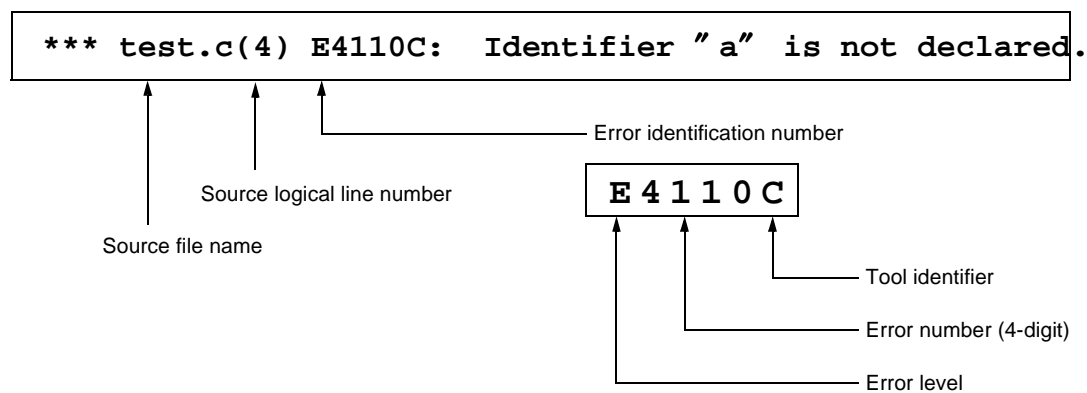 *** test.c(4) E4110C: Identifier ″a″ is not declared.
Error identification number
E4110C
Source logical line number
Source file name
Tool identifier
Error number (4-digit)
Error level